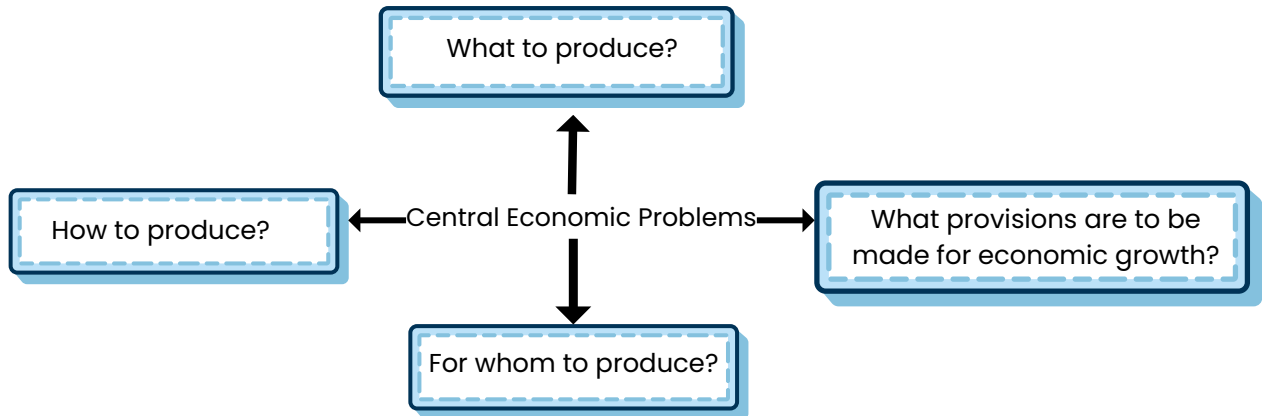 What to produce?
How to produce?
Central Economic Problems
What provisions are to be
made for economic growth?
For whom to produce?